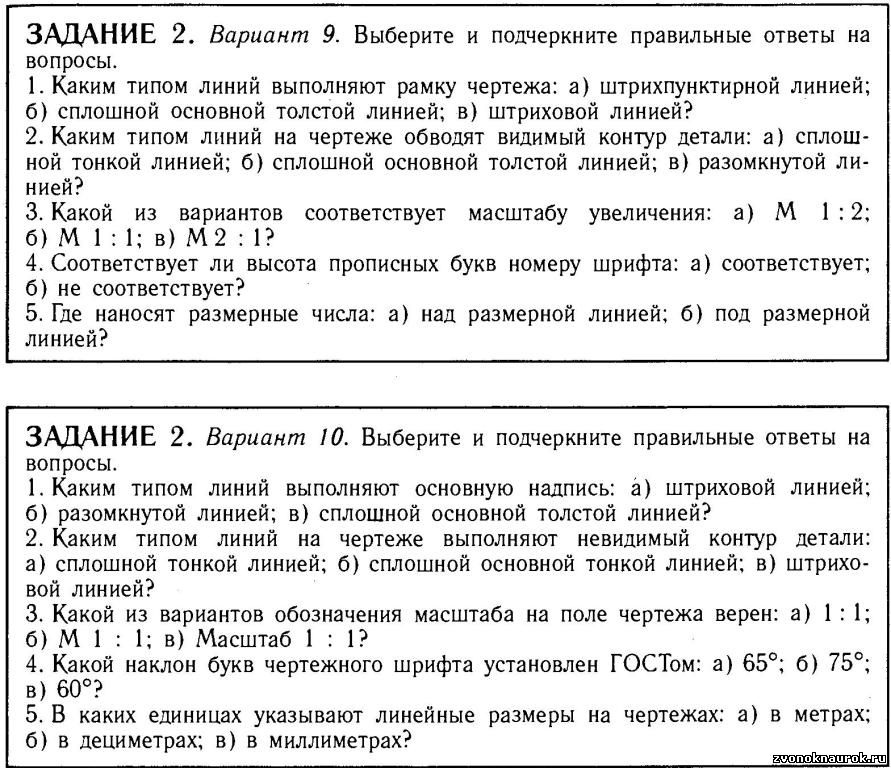 ЗАДАНИЕ 2. Вариант 9. Выберите и подчеркните правильные ответы на
вопросы.
1. Каким типом линий выполняют рамку чертежа: а) штрихпунктирной линией;
б) сплошной основной толстой линией; в) штриховой линией?
2. Каким типом линий на чертеже обводят видимый контур детали: а) сплош-
ной тонкой линией; б) сплошной основной толстой линией; в) разомкнутой ли-
нией?
3. Какой из вариантов соответствует масштабу увеличения: а) М 1 : 2;
б) М 1 : 1; в) М 2 : 1?
4. Соответствует ли высота прописных букв номеру шрифта: а) соответствует;
б) не соответствует?
5. Где наносят размерные числа: а) над размерной линией; б) под размерной
линией?
ЗАДАНИЕ 2. Вариант 10. Выберите и подчеркните правильные ответы на
вопросы.
1. Каким типом линий выполняют основную надпись: а) штриховой линией;
б) разомкнутой линией; в) сплошной основной толстой линией?
2. Каким типом линий на чертеже выполняют невидимый контур детали:
а) сплошной тонкой линией; б) сплошной основной тонкой линией; в) штрихо-
вой линией?
3. Какой из вариантов обозначения масштаба на поле чертежа верен: а) 1 : 1;
б) М 1 : 1; в) Масштаб 1 : 1?
4. Какой наклон букв чертежного шрифта установлен ГОСТом: а) 65°; б) 75°;
в) 60°?
5. В каких единицах указывают линейные размеры на чертежах: а) в метрах;
б) в дециметрах; в) в миллиметрах?
zvonoknaurok.ru